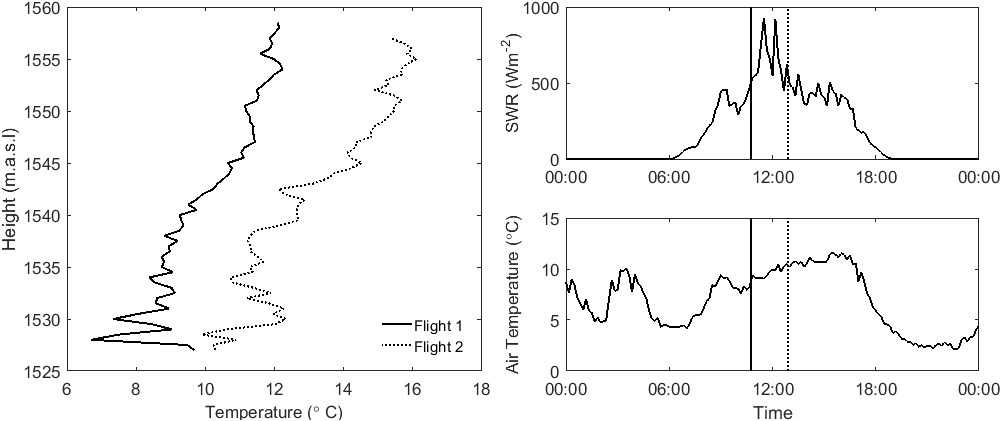 1560
1555
1550
1545
1540
1535
1530
1525
Height (m.a.s.l)
6 8 10 12 14 16 18
Temperature (° C)
Flight 1
Flight 2
1000
500
0
SWR (Wm-2)
00:00 06:00 12:00 18:00 00:00
15
10
5
0
Air Temperature (°C)
00:00 06:00 12:00 18:00 00:00
Time